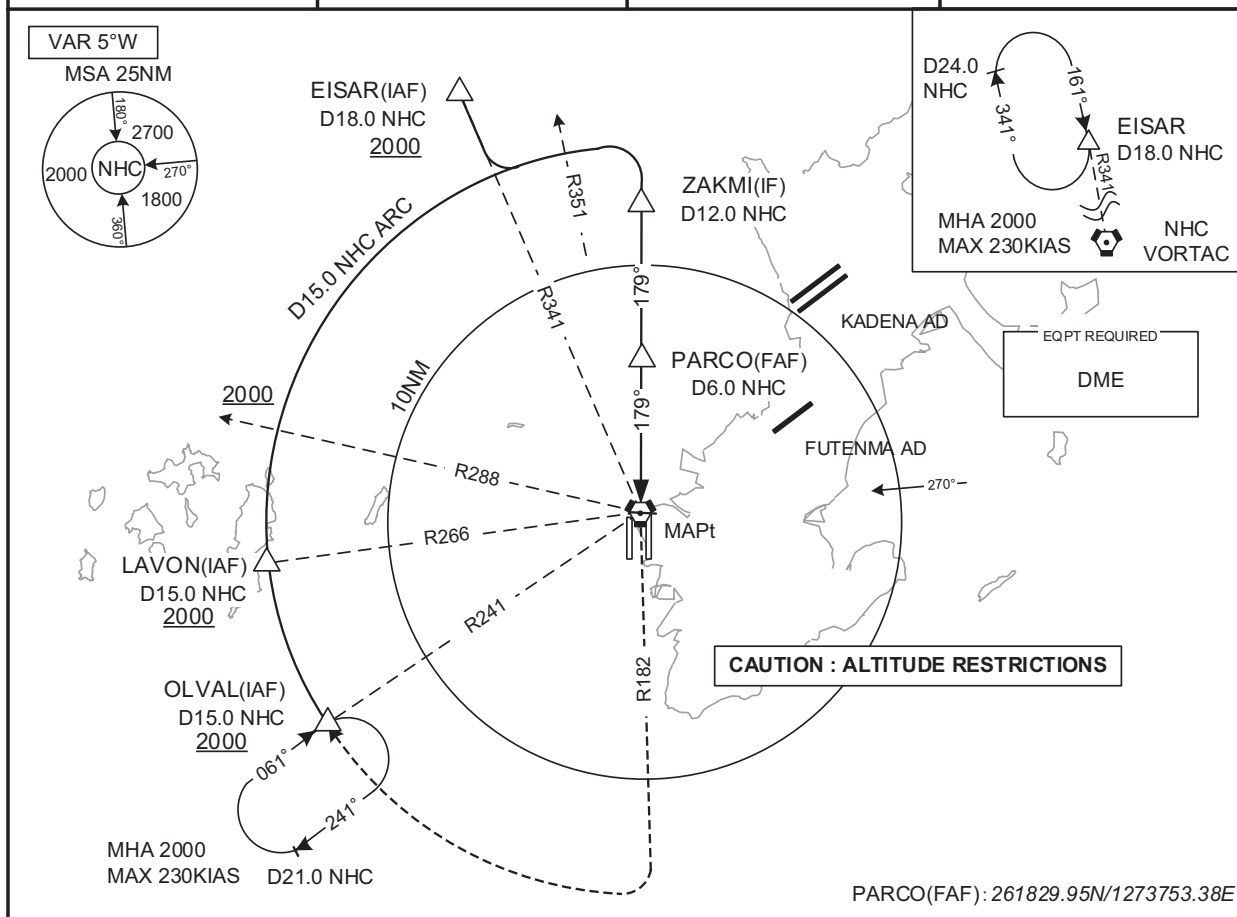 VAR 5°W
MSA 25NM
180°
2700
2000
NHC
270°
1800
360°
EISAR(IAF)
D18.0 NHC
2000
R351
ZAKMI(IF)
D12.0 NHC
D24.0
NHC
161°
341°
EISAR
D18.0 NHC
R341
MHA 2000
MAX 230KIAS
NHC
VORTAC
D15.0 NHC ARC
R341
179°
KADENA AD
EQPT REQUIRED
DME
10NM
PARCO(FAF)
D6.0 NHC
179°
2000
FUTENMA AD
R288
270°
MAPt
R266
LAVON(IAF)
D15.0 NHC
2000
R241
R182
CAUTION : ALTITUDE RESTRICTIONS
OLVAL(IAF)
D15.0 NHC
2000
061°
241°
MHA 2000
MAX 230KIAS
D21.0 NHC
PARCO(FAF): 261829.95N/1273753.38E